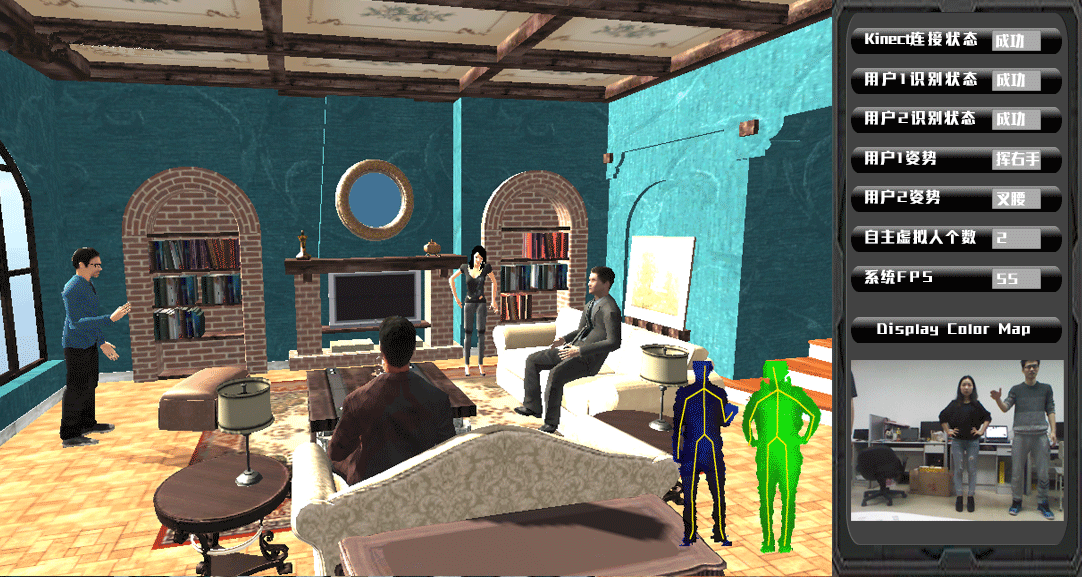 Kinect连接状态 成功
用户1识别状态 成功
用户2识别状态 成功
用户1姿势 挥右手
用户2姿势 叉腰
自主虚拟人个数 2
系统FPS 55
Display Color Map